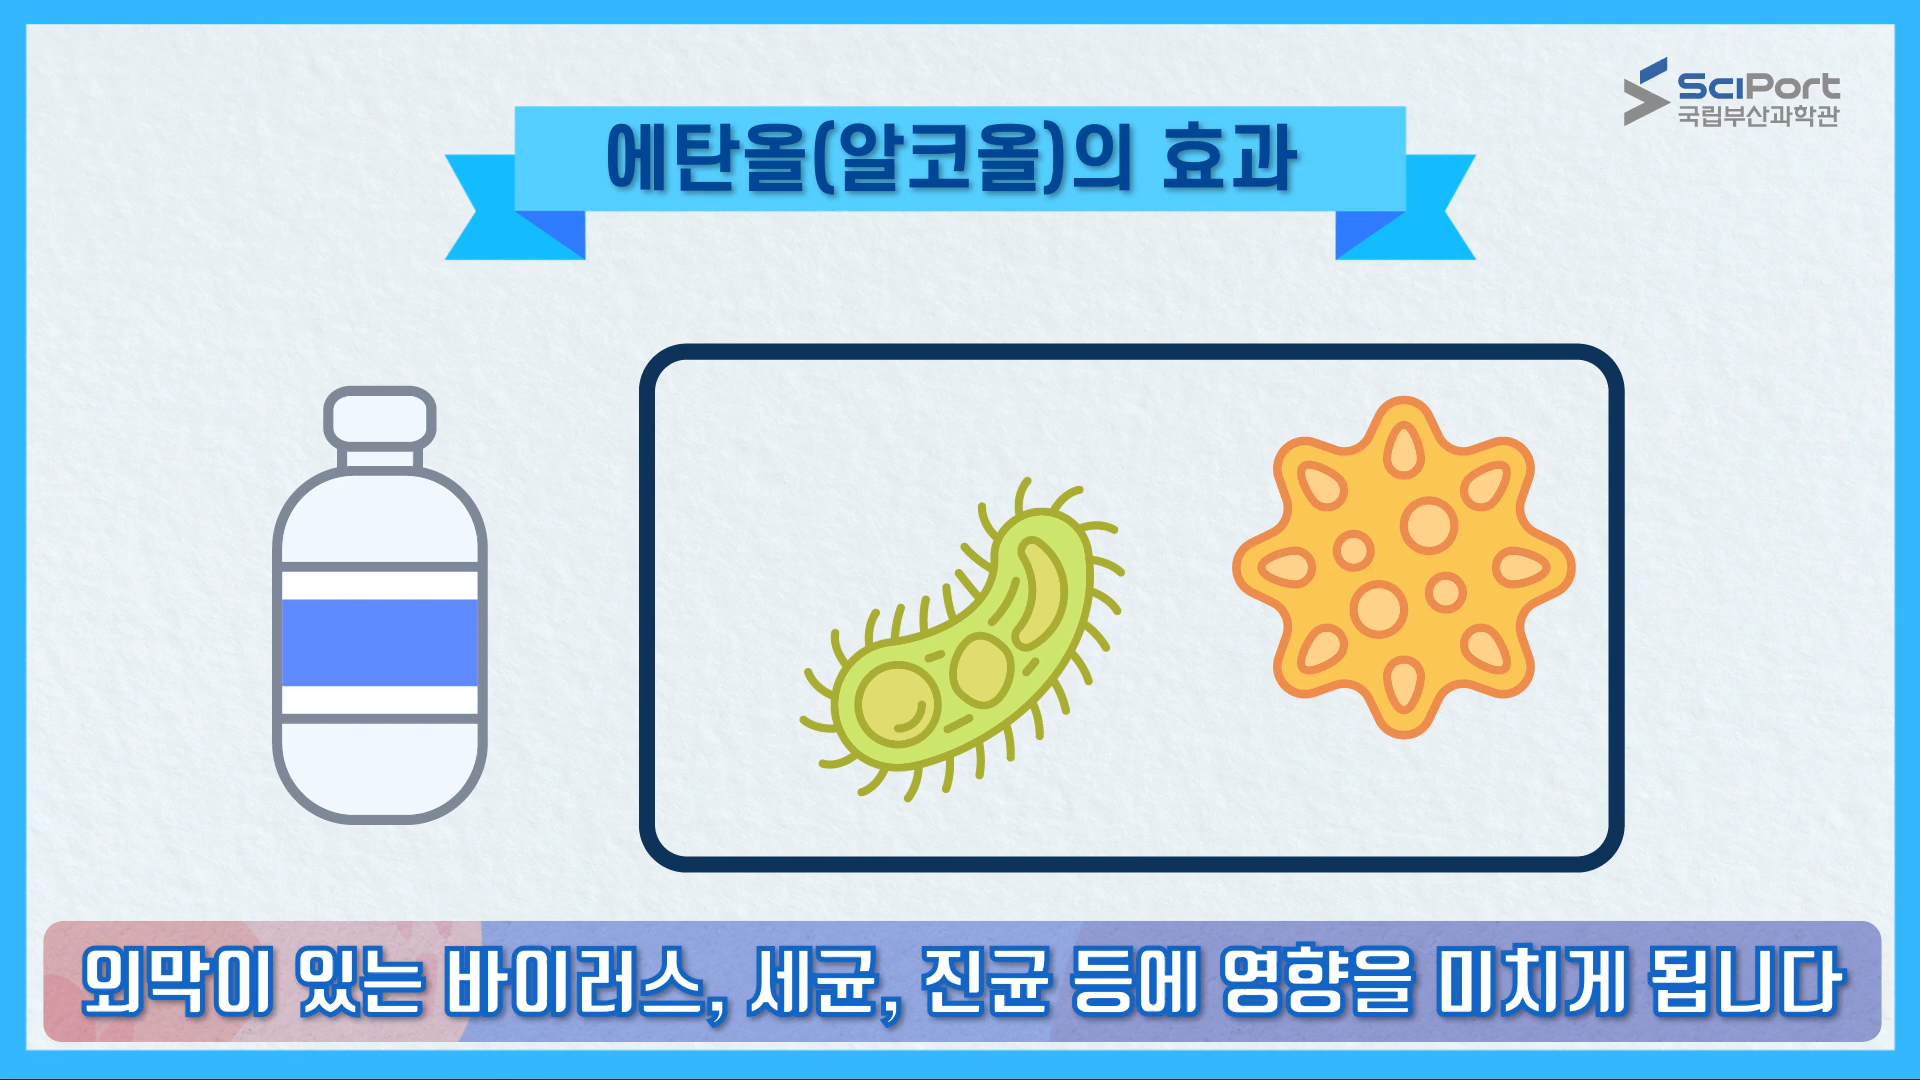 SciPort
국립부산과학관
에탄올(알코올)의 효과
외막이 있는 바이러스, 세균, 진균 등에 영향을 미치게 됩니다